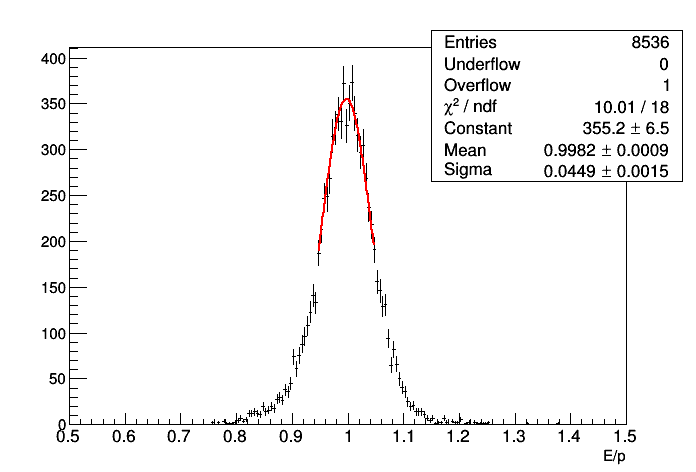 Entries 8536
Underflow 0
Overflow 1
χ² / ndf 10.01 / 18
Constant 355.2 ± 6.5
Mean 0.9982 ± 0.0009
Sigma 0.0449 ± 0.0015
400
350
300
250
200
150
100
50
0
0.5 0.6 0.7 0.8 0.9 1 1.1 1.2 1.3 1.4 1.5
E/p